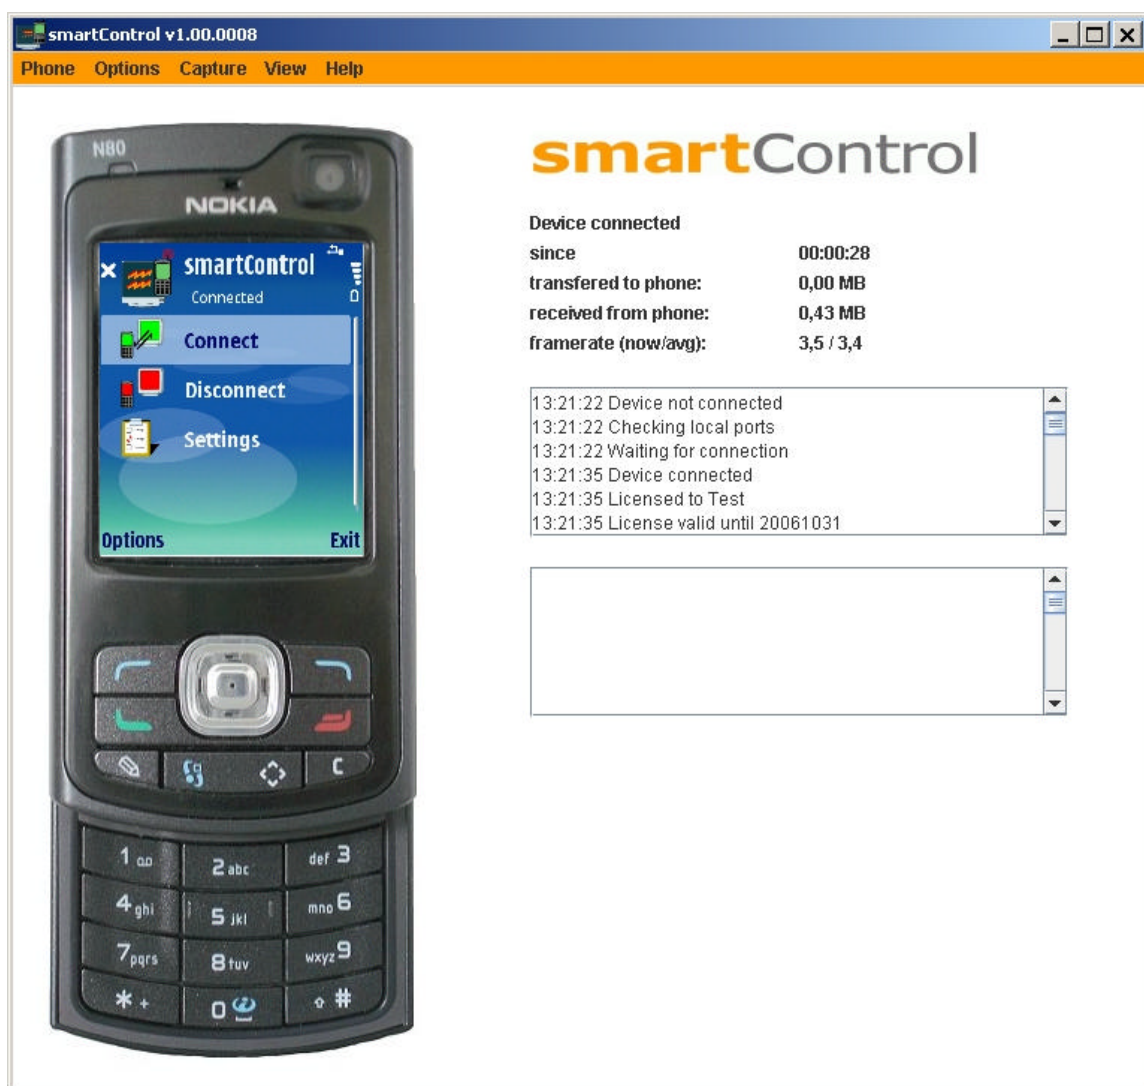 smartControl v1.00.0008
Phone Options Capture View Help
N80
NOKIA
smartControl
Connected
Connect
Disconnect
Settings
Options Exit
C
1
2 abc
def 3
4 ghi
5 jkl
mno 6
7 pqrs
8 tuv
wxyz 9
* +
0
#
smartControl
Device connected
since 00:00:28
transfered to phone: 0,00 MB
received from phone: 0,43 MB
framerate (now/avg): 3,5 / 3,4
13:21:22 Device not connected
13:21:22 Checking local ports
13:21:22 Waiting for connection
13:21:35 Device connected
13:21:35 Licensed to Test
13:21:35 License valid until 20061031